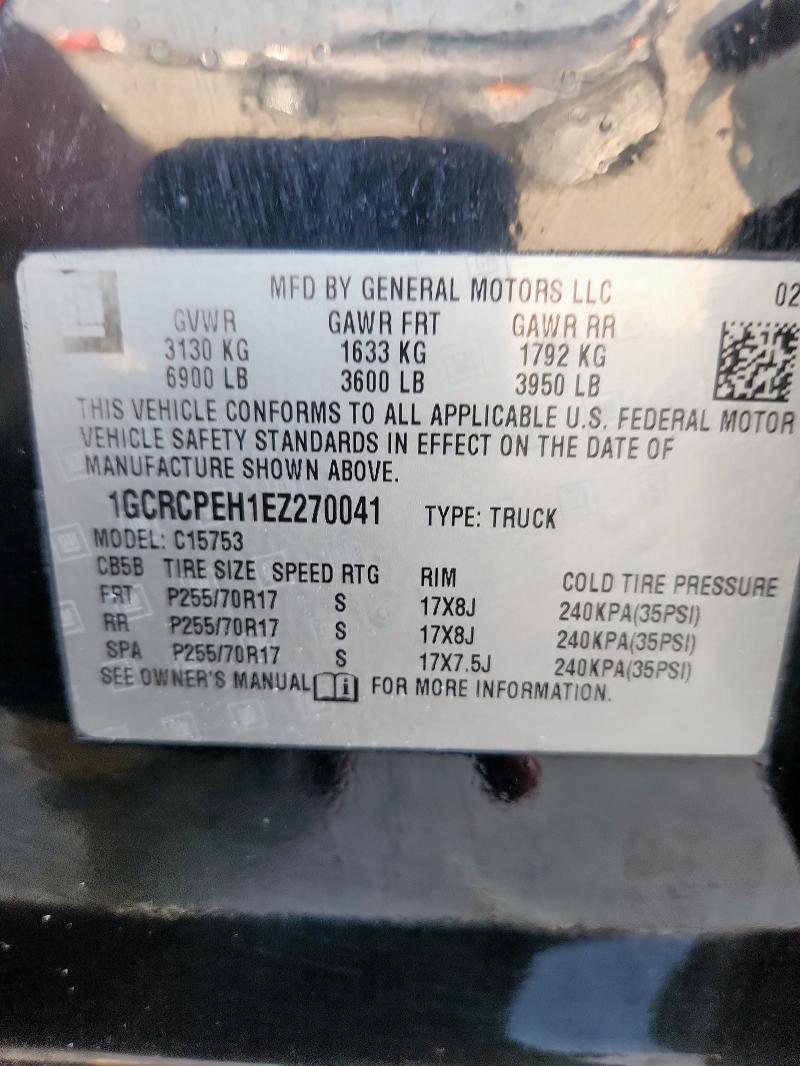 MFD BY GENERAL MOTORS LLC 02
GVWR GAWR FRT GAWR RR
3130 KG 1633 KG 1792 KG
6900 LB 3600 LB 3950 LB
THIS VEHICLE CONFORMS TO ALL APPLICABLE U.S. FEDERAL MOTOR
VEHICLE SAFETY STANDARDS IN EFFECT ON THE DATE OF
MANUFACTURE SHOWN ABOVE.
1GCRCPEH1EZ270041 TYPE: TRUCK
MODEL: C15753
CB5B TIRE SIZE SPEED RTG RIM COLD TIRE PRESSURE
FRT P255/70R17 S 17X8J 240KPA(35PSI)
RR P255/70R17 S 17X8J 240KPA(35PSI)
SPA P255/70R17 S 17X7.5J 240KPA(35PSI)
SEE OWNER'S MANUAL FOR MORE INFORMATION.